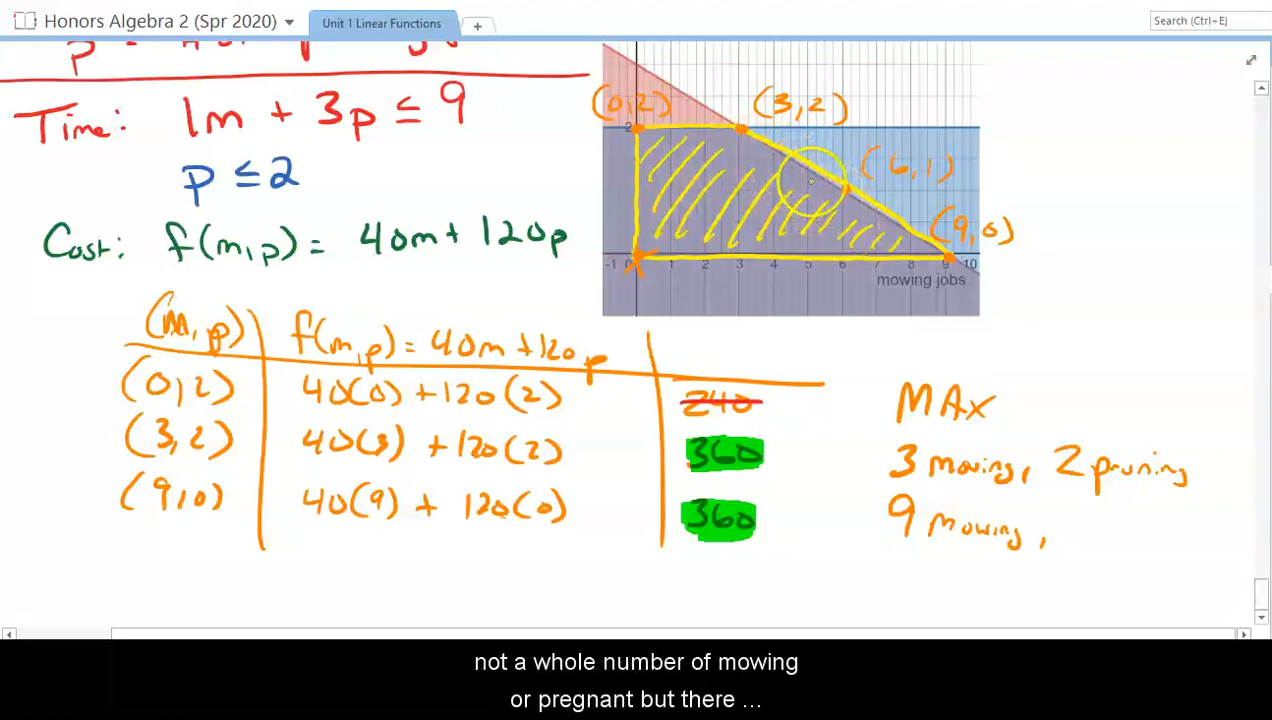 Honors Algebra 2 (Spr 2020)
Unit 1 Linear Functions
+
Search (Ctrl+E)
Time: 1m + 3p ≤ 9
p ≤ 2
Cost: f(m,p) = 40m + 120p
(0,2)
(3,2)
(6,1)
(9,0)
2
-1 0 1 2 3 4 5 6 7 8 9 10
mowing jobs
(m,p) f(m,p) = 40m + 120p
(0,2) 40(0) + 120(2) 240
(3,2) 40(3) + 120(2) 360
(9,0) 40(9) + 120(0) 360
MAX
3 mowing, 2 pruning
9 mowing,
not a whole number of mowing
or pregnant but there ...